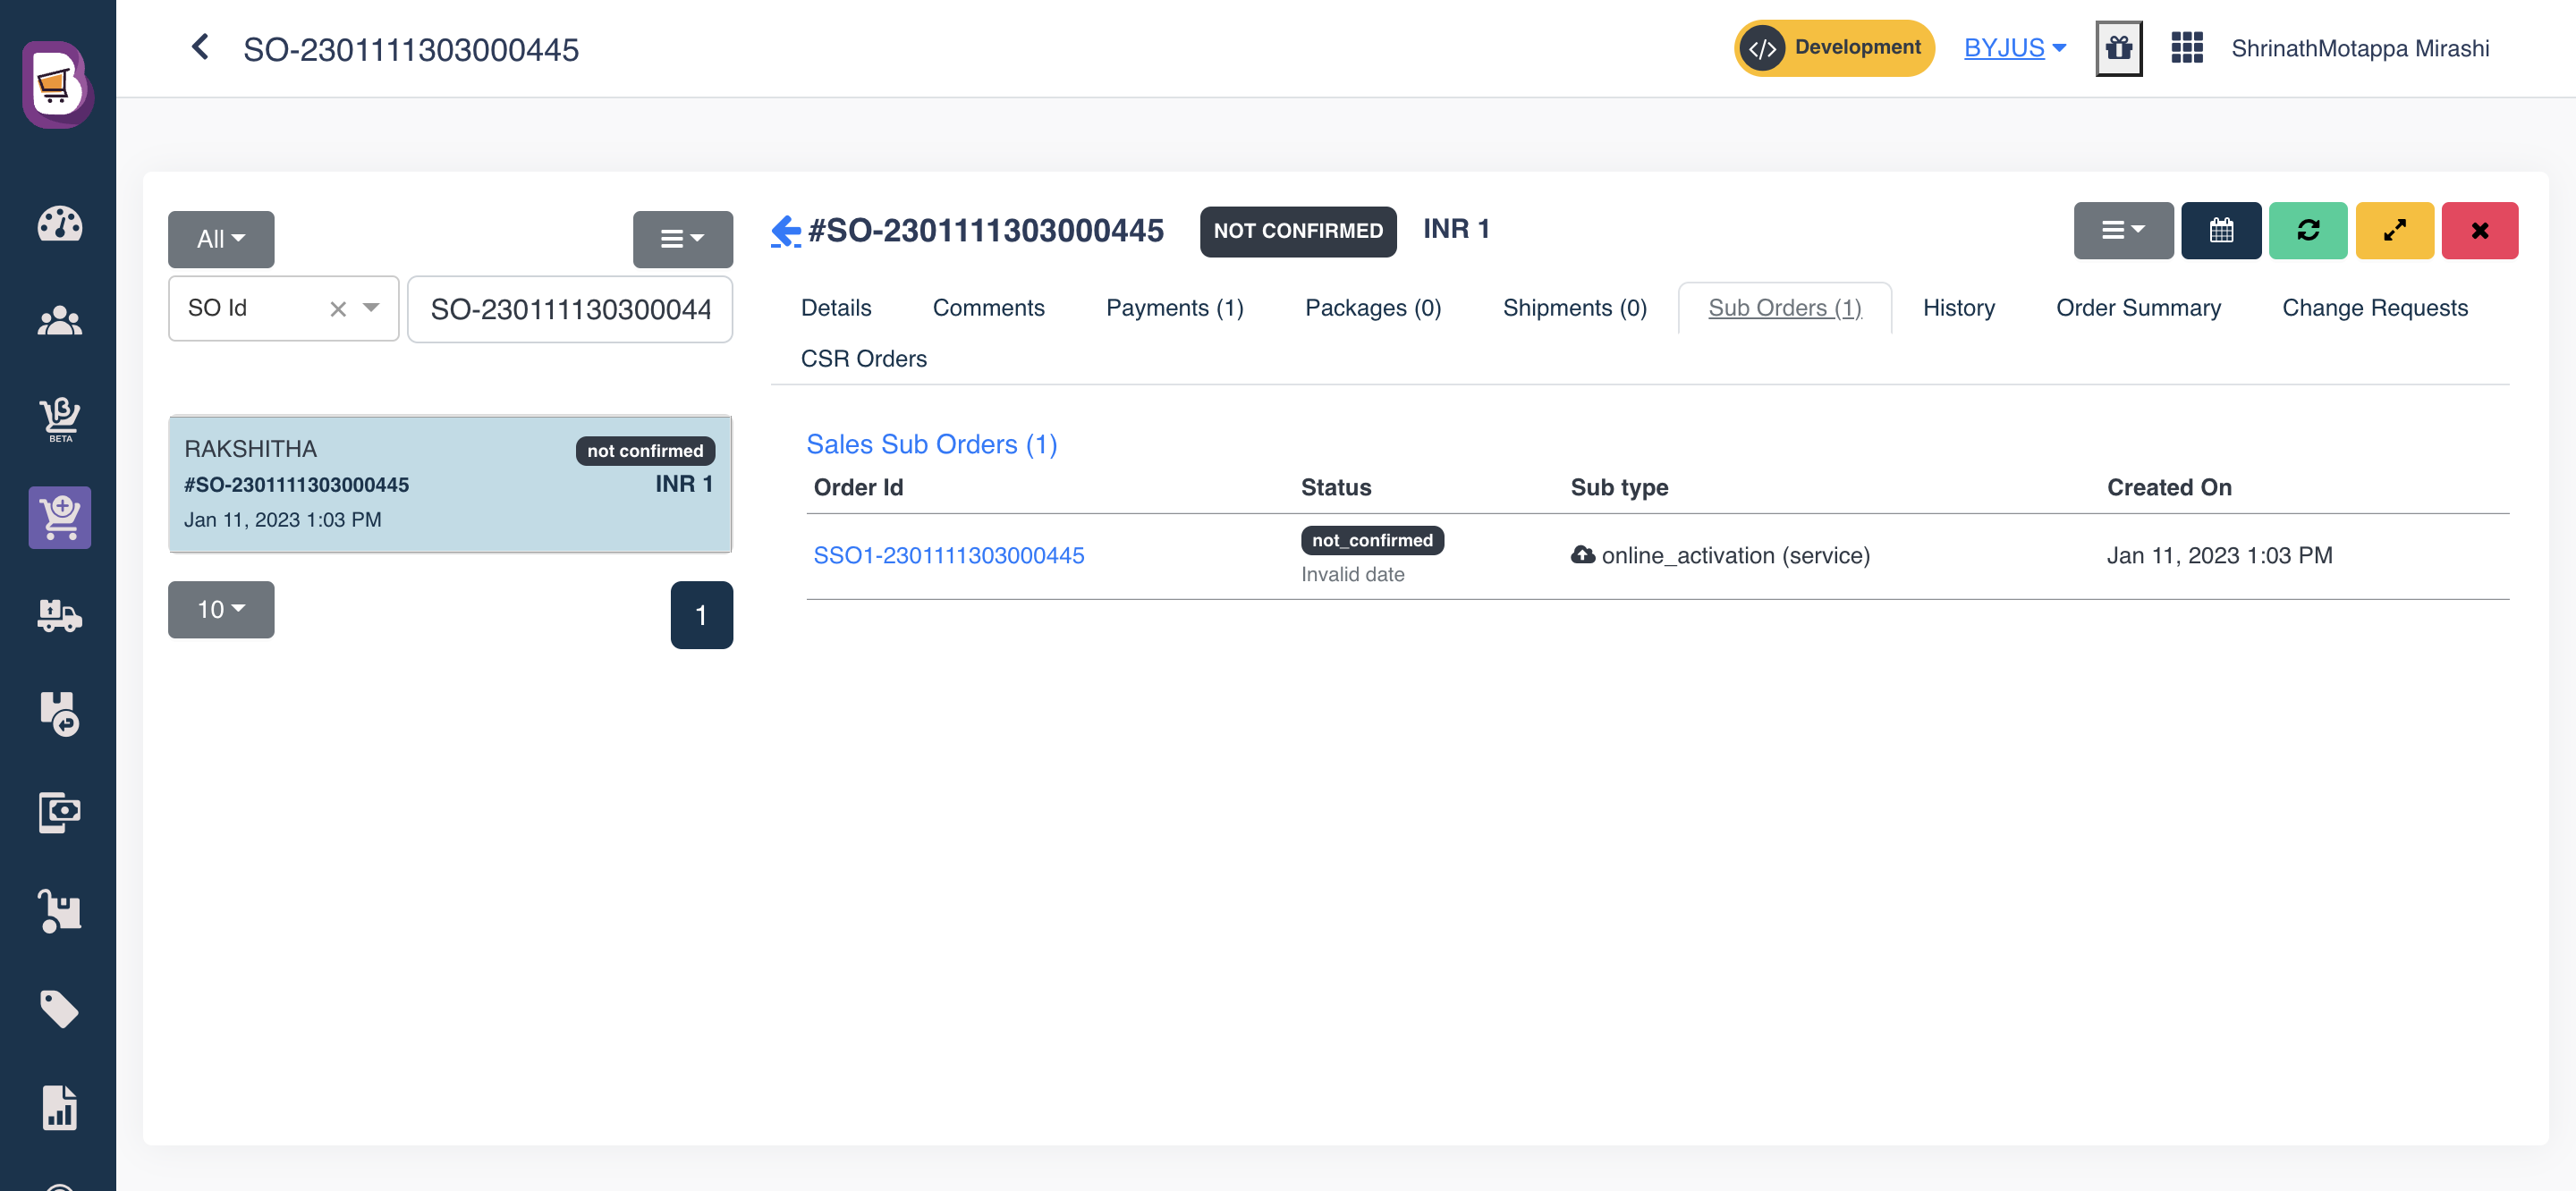 SO-2301111303000445
Development
BYJUS
ShrinathMotappa Mirashi
BETA
All
SO Id
SO-230111130300044
RAKSHITHA
not confirmed
#SO-2301111303000445
INR 1
Jan 11, 2023 1:03 PM
10
1
#SO-2301111303000445
NOT CONFIRMED
INR 1
Details
Comments
Payments (1)
Packages (0)
Shipments (0)
Sub Orders (1)
History
Order Summary
Change Requests
CSR Orders
Sales Sub Orders (1)
Order Id
Status
Sub type
Created On
SSO1-2301111303000445
not_confirmed
Invalid date
online_activation (service)
Jan 11, 2023 1:03 PM